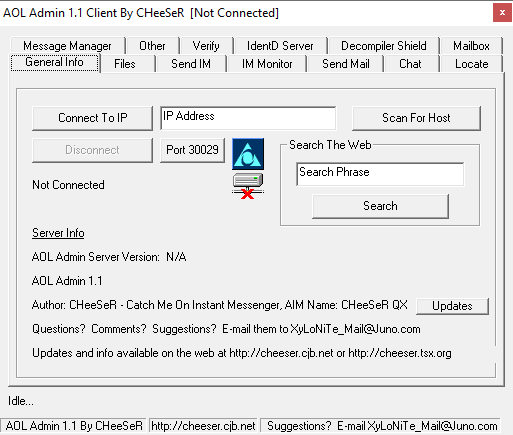 AOL Admin 1.1 Client By CHeeSeR [Not Connected]
Message Manager Other Verify IdentD Server Decompiler Shield Mailbox
General Info Files Send IM IM Monitor Send Mail Chat Locate
Connect To IP IP Address Scan For Host
Disconnect Port 30029 Search The Web
Search Phrase
Not Connected
Search
Server Info
AOL Admin Server Version: N/A
AOL Admin 1.1
Author: CHeeSeR - Catch Me On Instant Messenger, AIM Name: CHeeSeR QX Updates
Questions? Comments? Suggestions? E-mail them to XyLoNiTe_Mail@Juno.com
Updates and info available on the web at http://cheeser.cjb.net or http://cheeser.tsx.org
Idle...
AOL Admin 1.1 By CHeeSeR http://cheeser.cjb.net Suggestions? E-mail XyLoNiTe_Mail@Juno.com